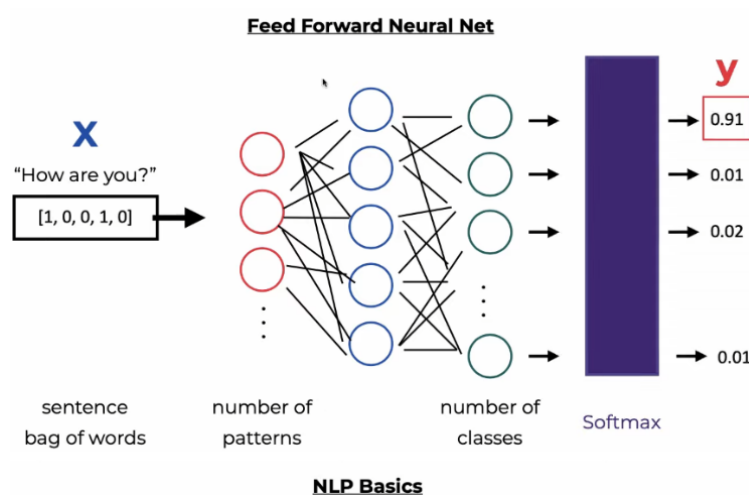 Feed Forward Neural Net
X
y
“How are you?”
[1, 0, 0, 1, 0]
0.91
0.01
0.02
0.01
sentence
bag of words
number of
patterns
number of
classes
Softmax
NLP Basics